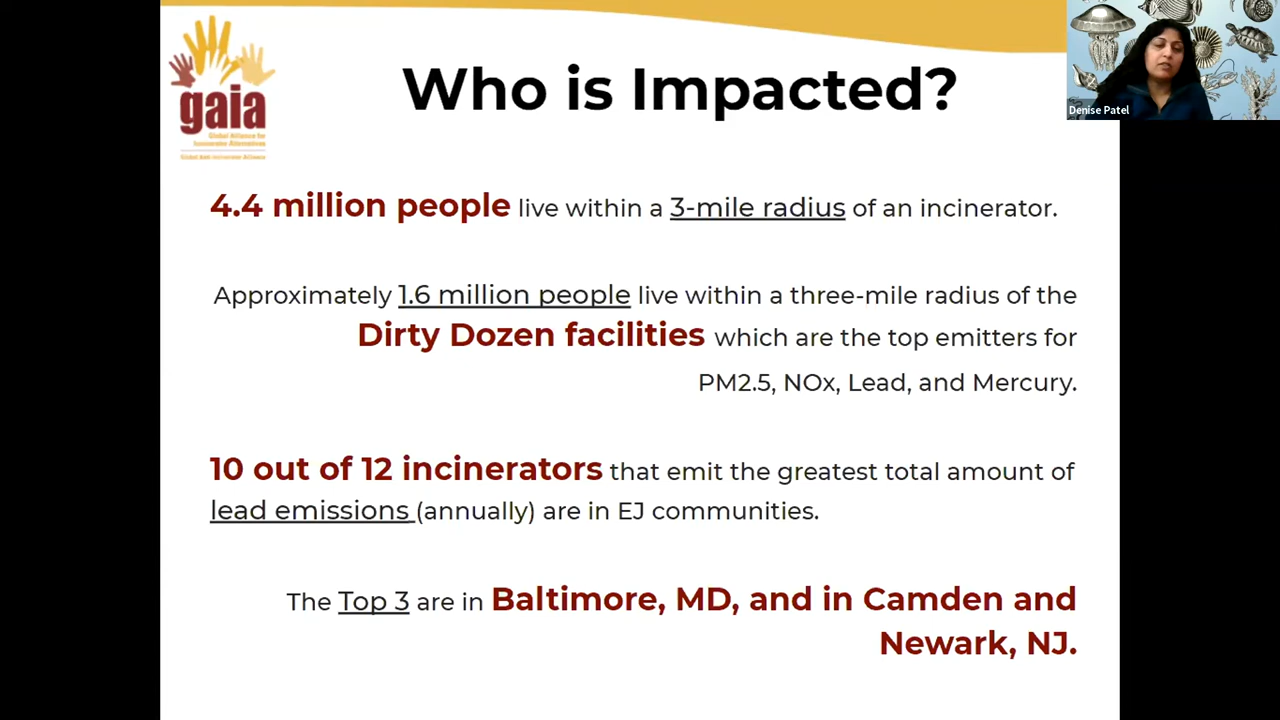 gaia
Global Alliance for
Incinerator Alternatives
Global Anti-Incinerator Alliance
Who is Impacted?
Denise Patel
4.4 million people live within a 3-mile radius of an incinerator.
Approximately 1.6 million people live within a three-mile radius of the
Dirty Dozen facilities which are the top emitters for
PM2.5, NOx, Lead, and Mercury.
10 out of 12 incinerators that emit the greatest total amount of
lead emissions (annually) are in EJ communities.
The Top 3 are in Baltimore, MD, and in Camden and
Newark, NJ.